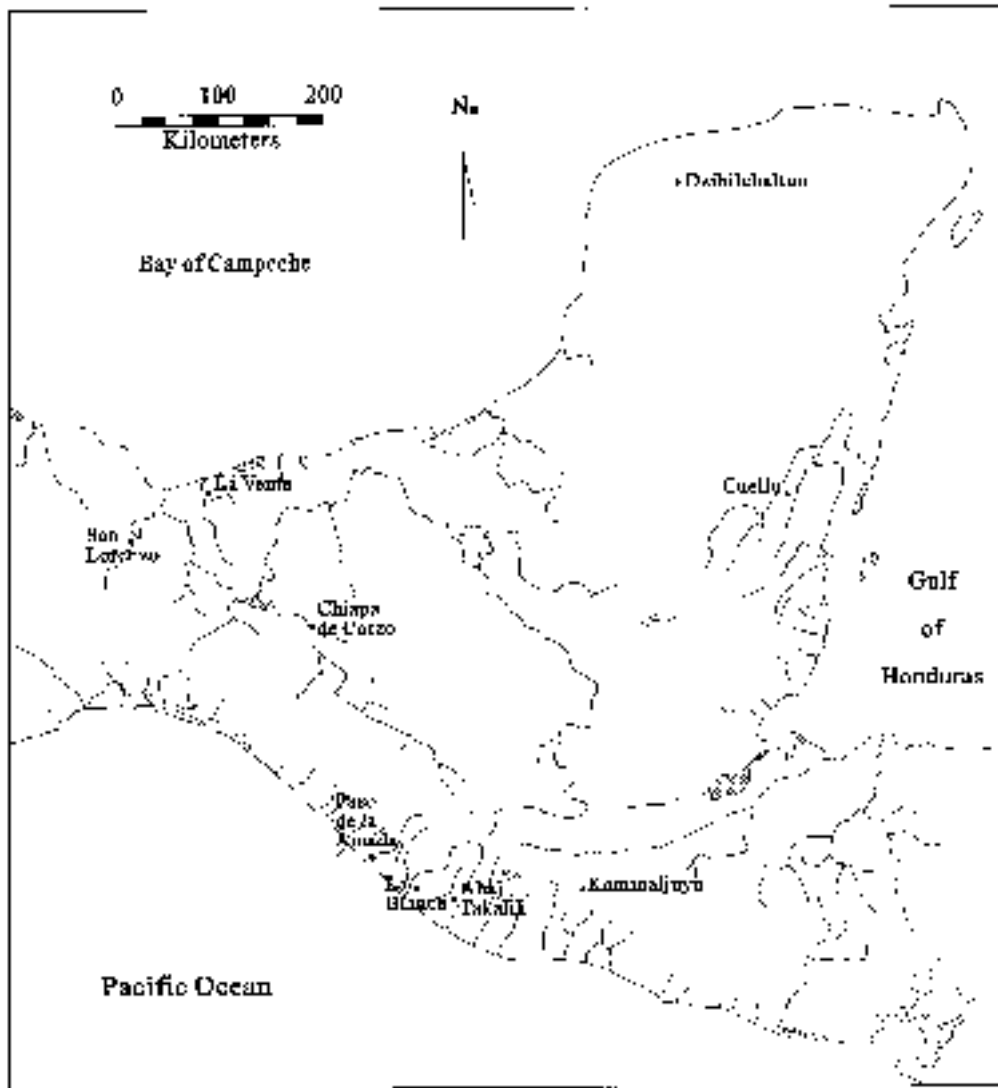 0 100 200
Kilometers
N.
Dzibilchaltun
Bay of Campeche
La Venta
Cuello
San
Lorenzo
Gulf
of
Honduras
Chiapa
de Corzo
Paso
de la
Amada
La
Blanca
Abaj
Takalik
Kaminaljuyu
Pacific Ocean